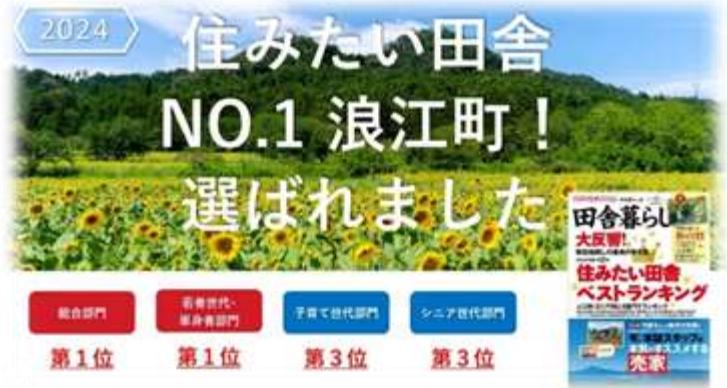 2024
住みたい田舎
NO.1 浪江町！
選ばれました
田舎暮らし
大反響!
住みたい田舎
ベストランキング
売家
総合部門
若者世代・
単身者部門
子育て世代部門
シニア世代部門
第1位
第1位
第3位
第3位